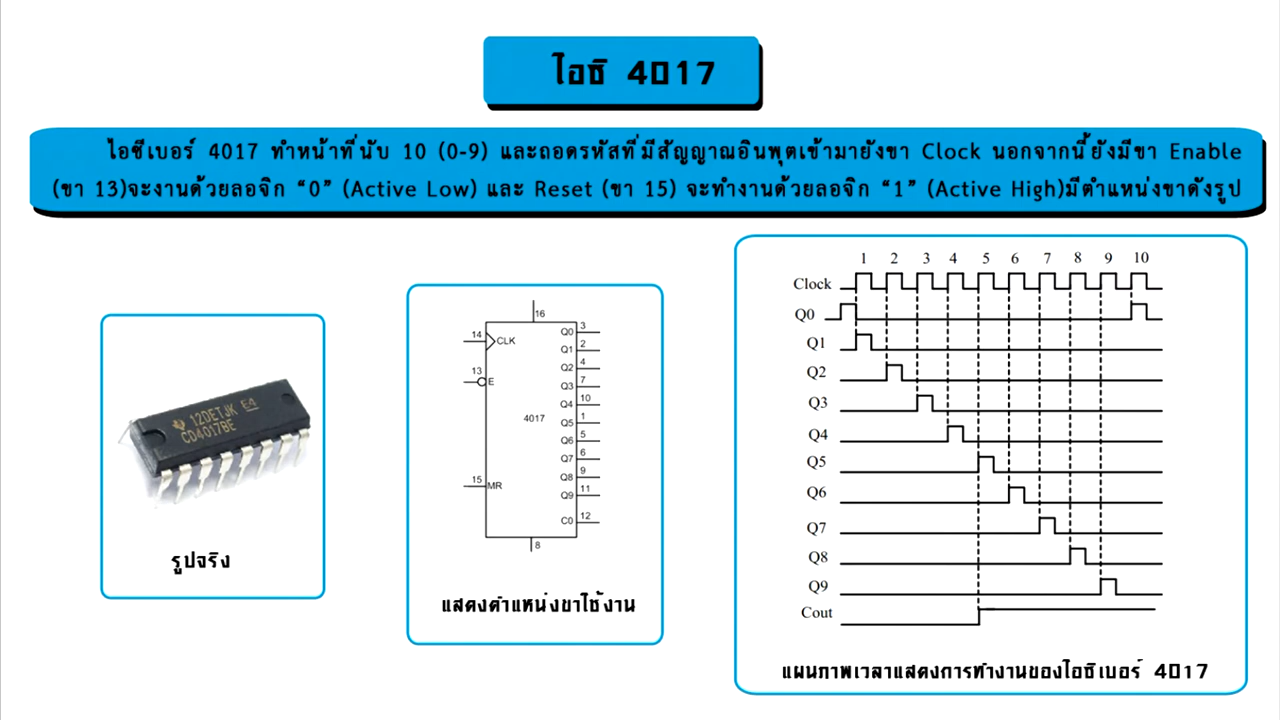 ไอซี 4017
ไอซีเบอร์ 4017 ทำหน้าที่นับ 10 (0-9) และถอดรหัสที่มีสัญญาณอินพุตเข้ามายังขา Clock นอกจากนี้ยังมีขา Enable
(ขา 13)จะงานด้วยลอจิก “0” (Active Low) และ Reset (ขา 15) จะทำงานด้วยลอจิก “1” (Active High)มีตำแหน่งขาดังรูป
12DETJK E4
CD4017BE
รูปจริง
16
14 CLK
13 E
15 MR
4017
Q0 3
Q1 2
Q2 4
Q3 7
Q4 10
Q5 1
Q6 5
Q7 6
Q8 9
Q9 11
C0 12
8
แสดงตำแหน่งขาใช้งาน
1 2 3 4 5 6 7 8 9 10
Clock
Q0
Q1
Q2
Q3
Q4
Q5
Q6
Q7
Q8
Q9
Cout
แผนภาพเวลาแสดงการทำงานของไอซีเบอร์ 4017